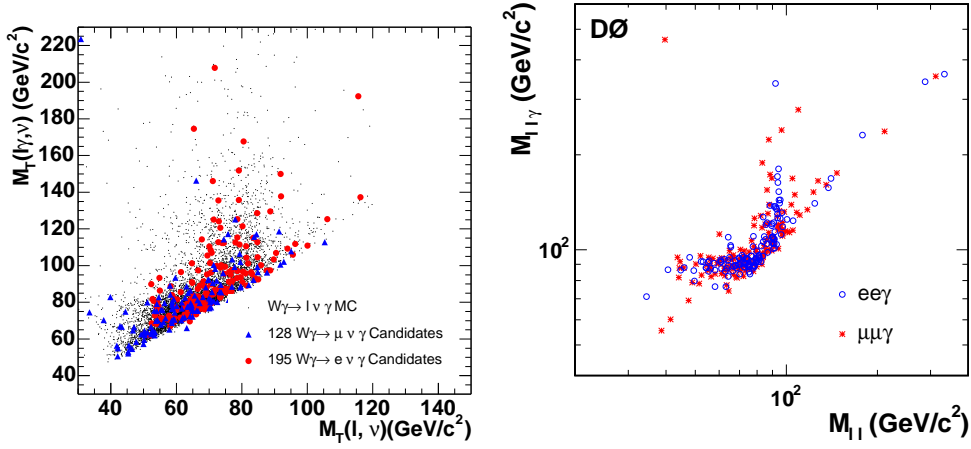 M_T(lγ,ν) (GeV/c²)
220
200
180
160
140
120
100
80
60
40
Wγ→ l ν γ MC
128 Wγ→ μ ν γ Candidates
195 Wγ→ e ν γ Candidates
40 60 80 100 120 140
M_T(l, ν)(GeV/c²)
DØ
M_l l γ (GeV/c²)
10²
eeγ
μμγ
10²
M_l l (GeV/c²)